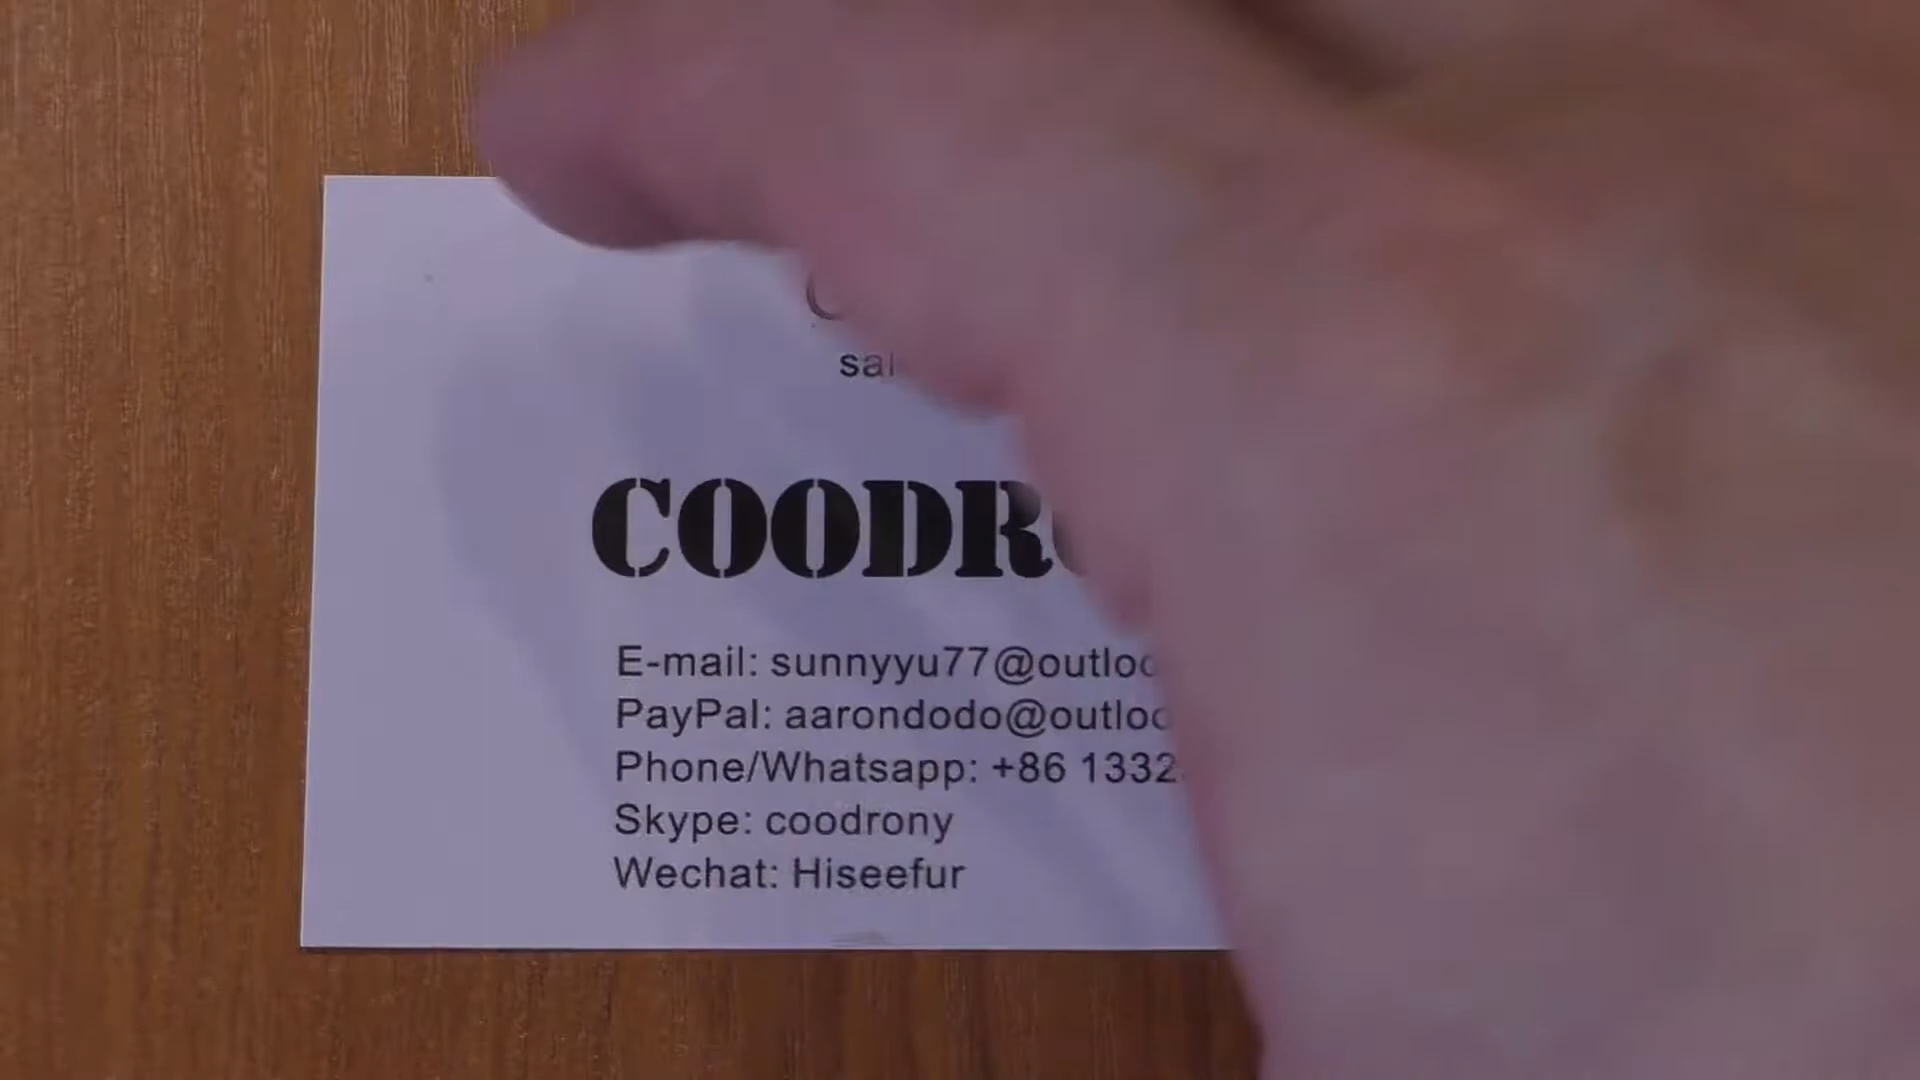 sal
COODR
E-mail: sunnyyu77@outloo
PayPal: aarondodo@outloo
Phone/Whatsapp: +86 1332
Skype: coodrony
Wechat: Hiseefur